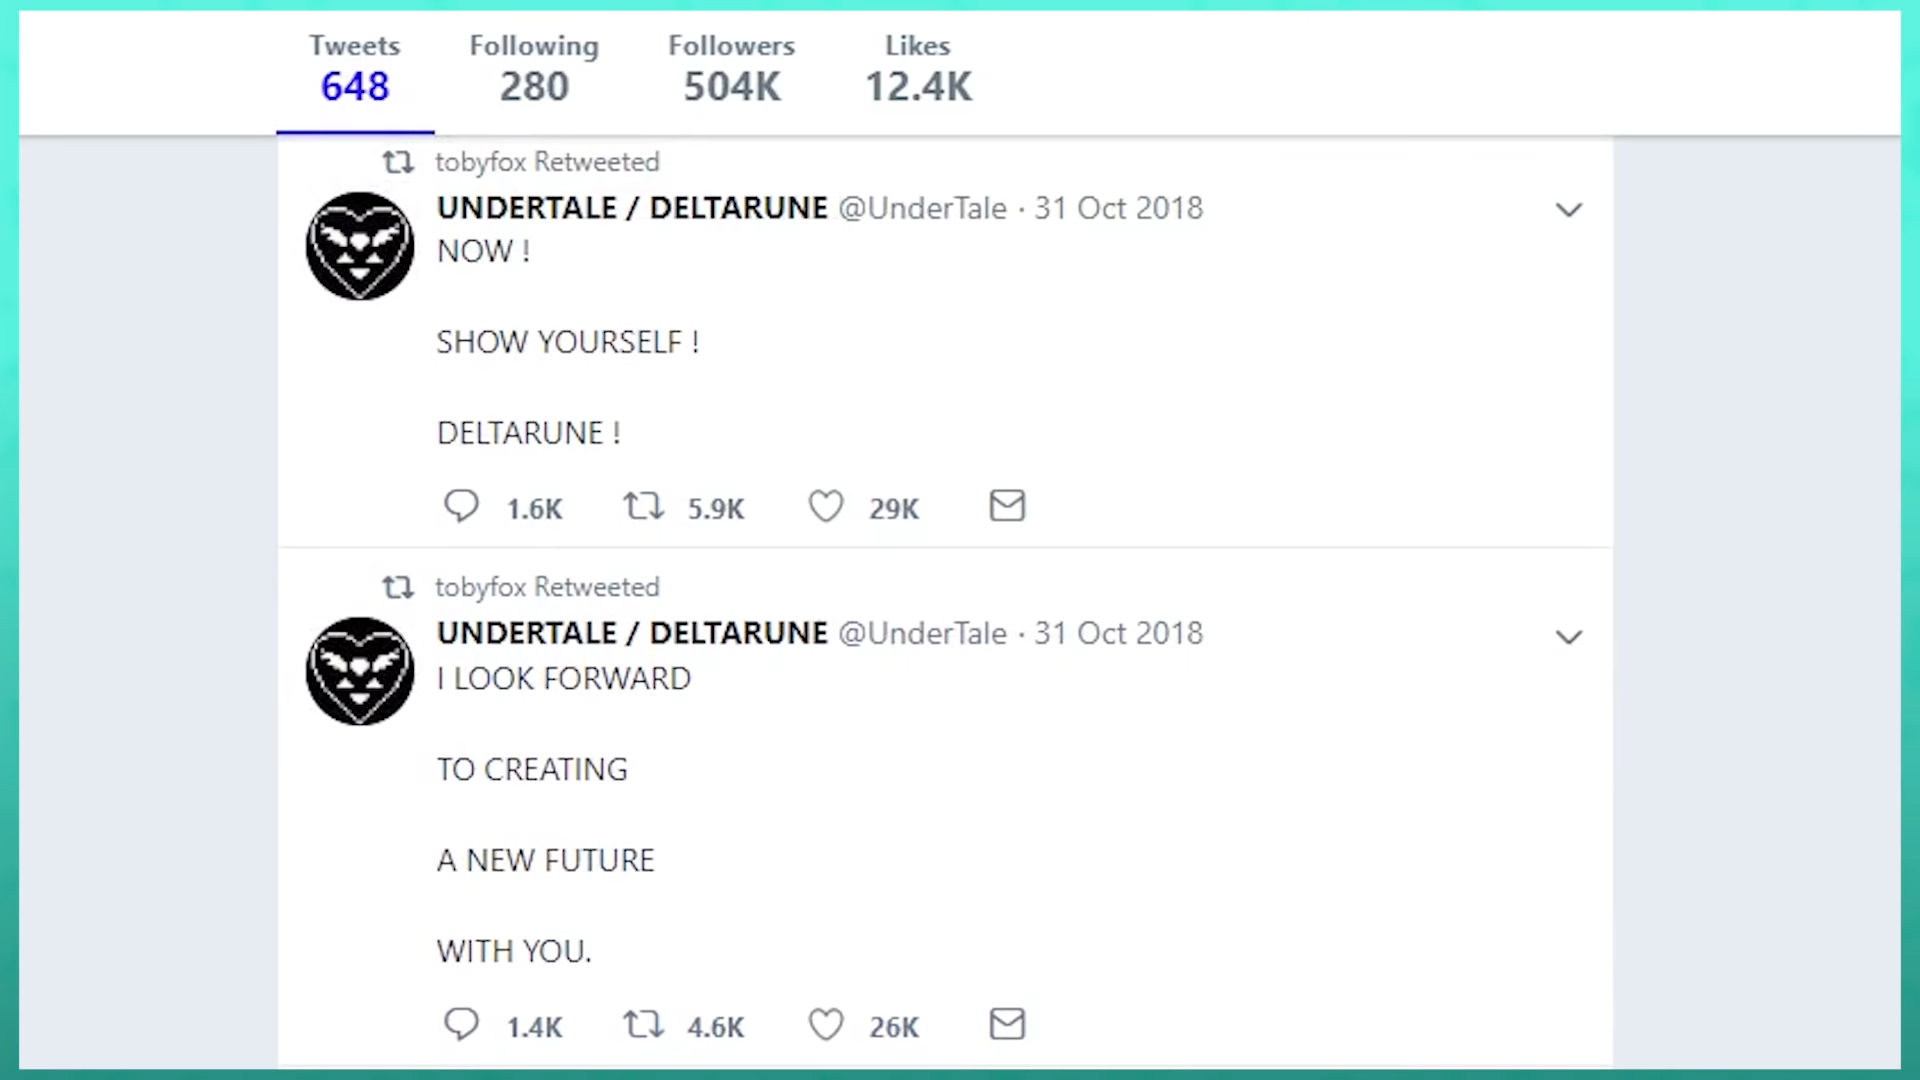 Tweets Following Followers Likes
648 280 504K 12.4K
tobyfox Retweeted
UNDERTALE / DELTARUNE @UnderTale · 31 Oct 2018
NOW !
SHOW YOURSELF !
DELTARUNE !
1.6K 5.9K 29K
tobyfox Retweeted
UNDERTALE / DELTARUNE @UnderTale · 31 Oct 2018
I LOOK FORWARD
TO CREATING
A NEW FUTURE
WITH YOU.
1.4K 4.6K 26K